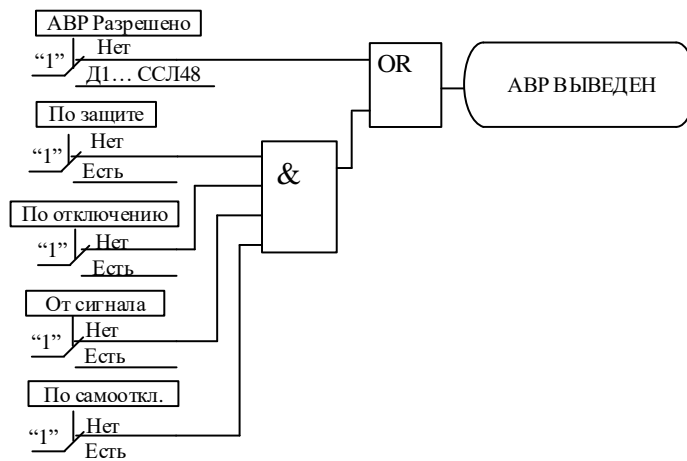 АВР Разрешено
“1”
Нет
Д1... ССЛ48
OR
АВР ВЫВЕДЕН
По защите
“1”
Нет
Есть
&
По отключению
“1”
Нет
Есть
От сигнала
“1”
Нет
Есть
По самооткл.
“1”
Нет
Есть